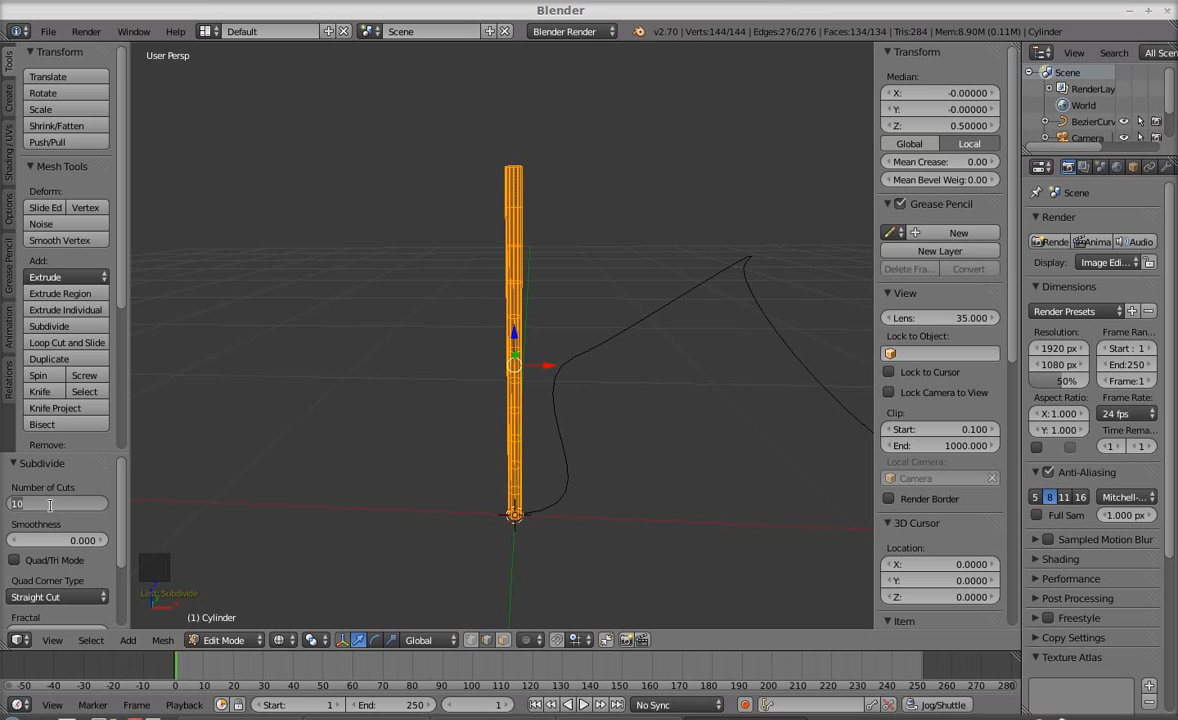 Blender
File Render Window Help Default Scene Blender Render v2.70 | Verts:144/144 | Edges:276/276 | Faces:134/134 | Tris:284 | Mem:8.90M (0.11M) | Cylinder
Tools
Create
Shading / UVs
Options
Grease Pencil
Animation
Relations
Transform
Translate
Rotate
Scale
Shrink/Fatten
Push/Pull
Mesh Tools
Deform:
Slide Ed Vertex
Noise
Smooth Vertex
Add:
Extrude
Extrude Region
Extrude Individual
Subdivide
Loop Cut and Slide
Duplicate
Spin Screw
Knife Select
Knife Project
Bisect
Remove:
Subdivide
Number of Cuts
10
Smoothness
0.000
Quad/Tri Mode
Quad Corner Type
Straight Cut
Fractal
User Persp
Last: Subdivide
(1) Cylinder
Transform
Median:
X: -0.00000
Y: -0.00000
Z: 0.50000
Global Local
Mean Crease: 0.00
Mean Bevel Weig:0.00
Grease Pencil
New
New Layer
Delete Fra... Convert
View
Lens: 35.000
Lock to Object:
Lock to Cursor
Lock Camera to View
Clip:
Start: 0.100
End: 1000.000
Local Camera:
Camera
Render Border
3D Cursor
Location:
X: 0.0000
Y: 0.0000
Z: 0.0000
Item
View Search All Scen
Scene
RenderLay
World
BezierCurv
Camera
Scene
Render
Rende Anima Audio
Display: Image Edi...
Dimensions
Render Presets
Resolution: Frame Ran...
1920 px Start : 1
1080 px End:250
50% Frame:1
Aspect Ratio: Frame Rate:
X:1.000 24 fps
Y: 1.000 Time Rema...
1 1
Anti-Aliasing
5 8 11 16 Mitchell-...
Full Sam 1.000 px
Sampled Motion Blur
Shading
Performance
Post Processing
Freestyle
Copy Settings
Texture Atlas
View Select Add Mesh Edit Mode Global
-50 -40 -30 -20 -10 0 10 20 30 40 50 60 70 80 90 100 110 120 130 140 150 160 170 180 190 200 210 220 230 240 250 260 270 280
View Marker Frame Playback Start: 1 End: 250 1 No Sync Jog/Shuttle